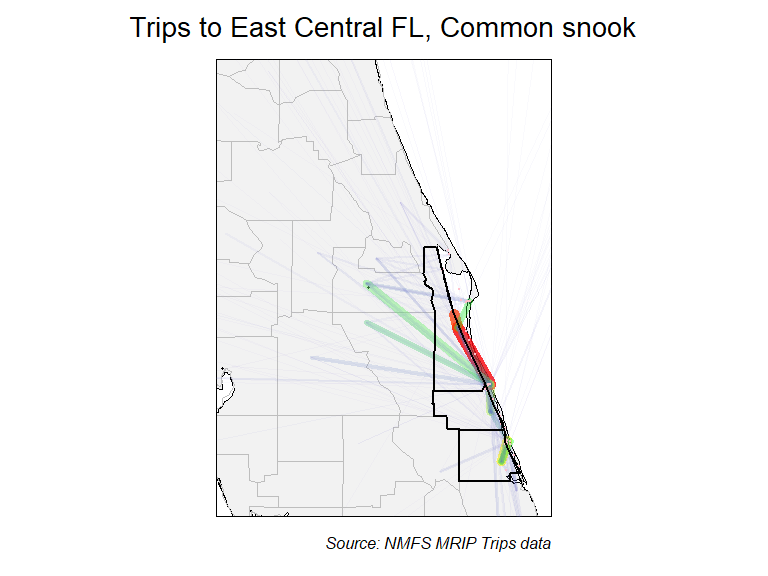 Trips to East Central FL, Common snook
Source: NMFS MRIP Trips data